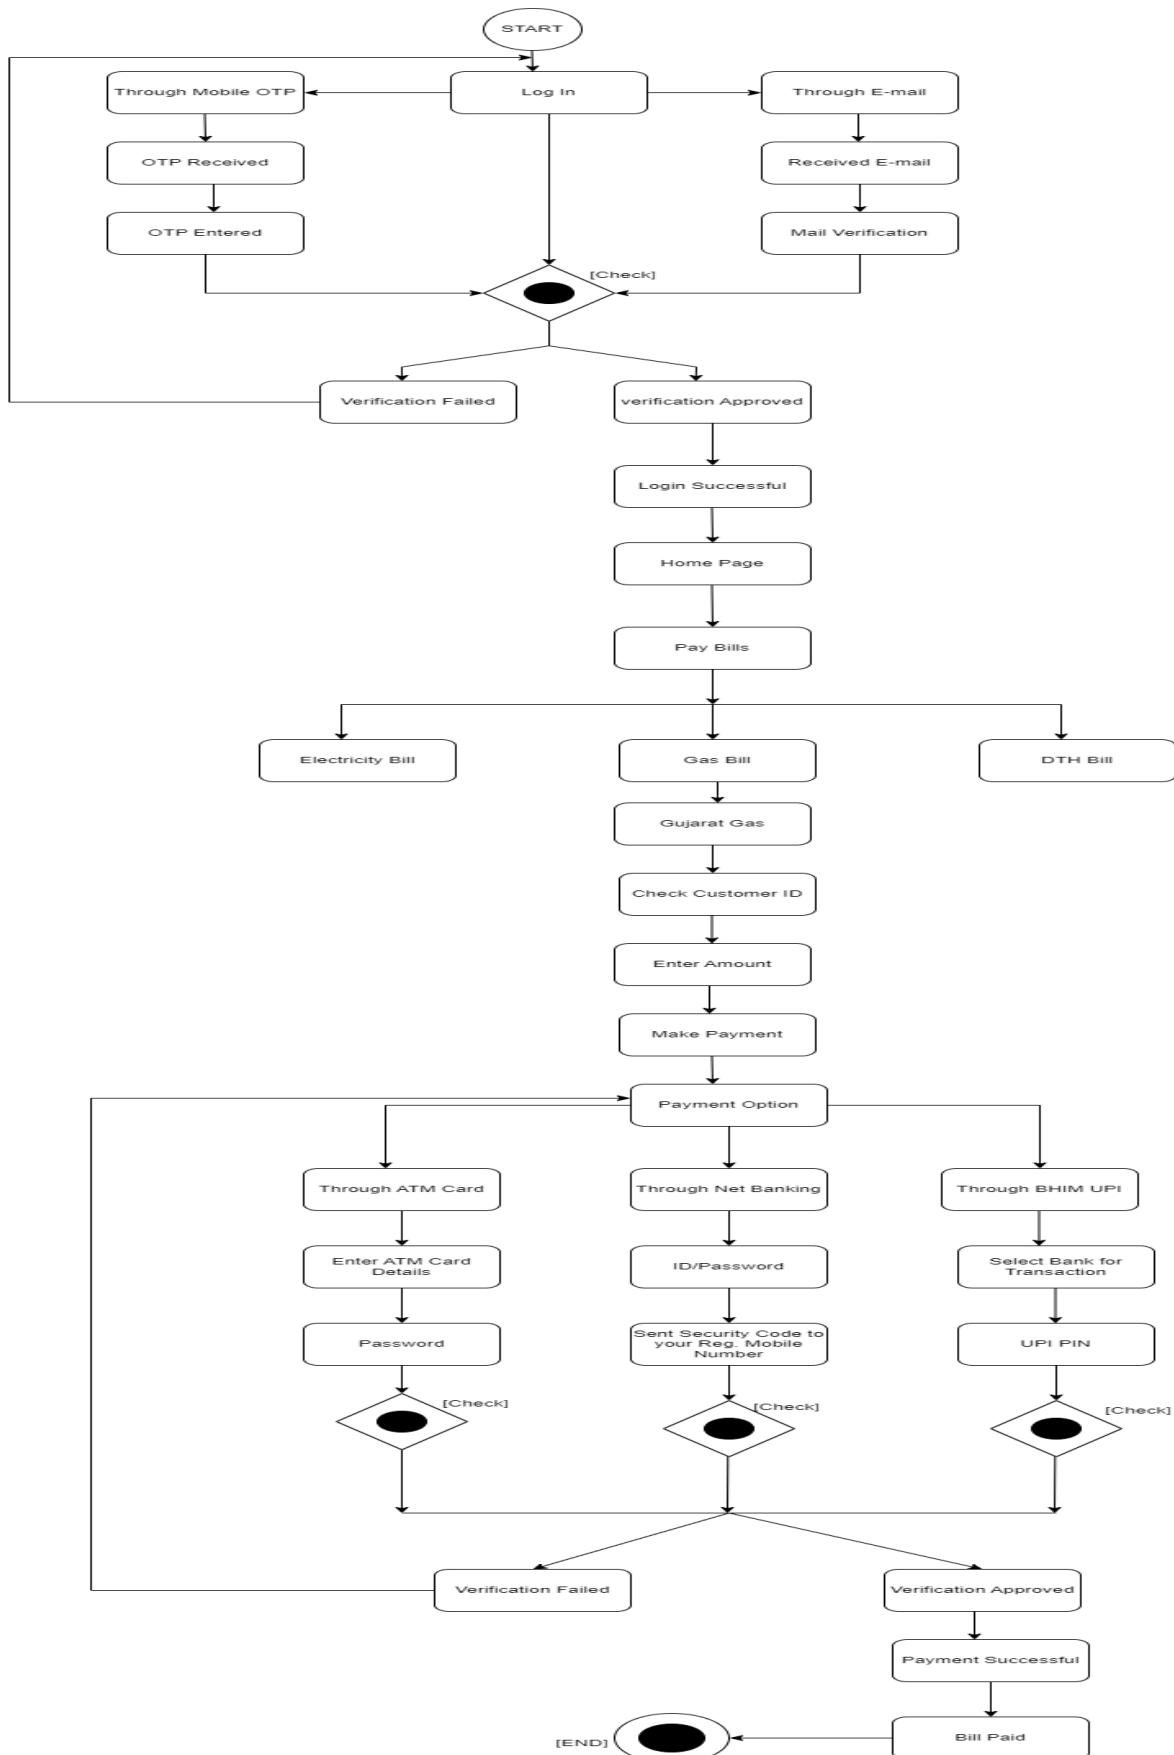 START
Through Mobile OTP
Log In
Through E-mail
OTP Received
Received E-mail
OTP Entered
Mail Verification
[Check]
Verification Failed
verification Approved
Login Successful
Home Page
Pay Bills
Electricity Bill
Gas Bill
DTH Bill
Gujarat Gas
Check Customer ID
Enter Amount
Make Payment
Payment Option
Through ATM Card
Through Net Banking
Through BHIM UPI
Enter ATM Card
Details
ID/Password
Select Bank for
Transaction
Password
Sent Security Code to
your Reg. Mobile
Number
UPI PIN
[Check]
[Check]
[Check]
Verification Failed
Verification Approved
Payment Successful
[END]
Bill Paid